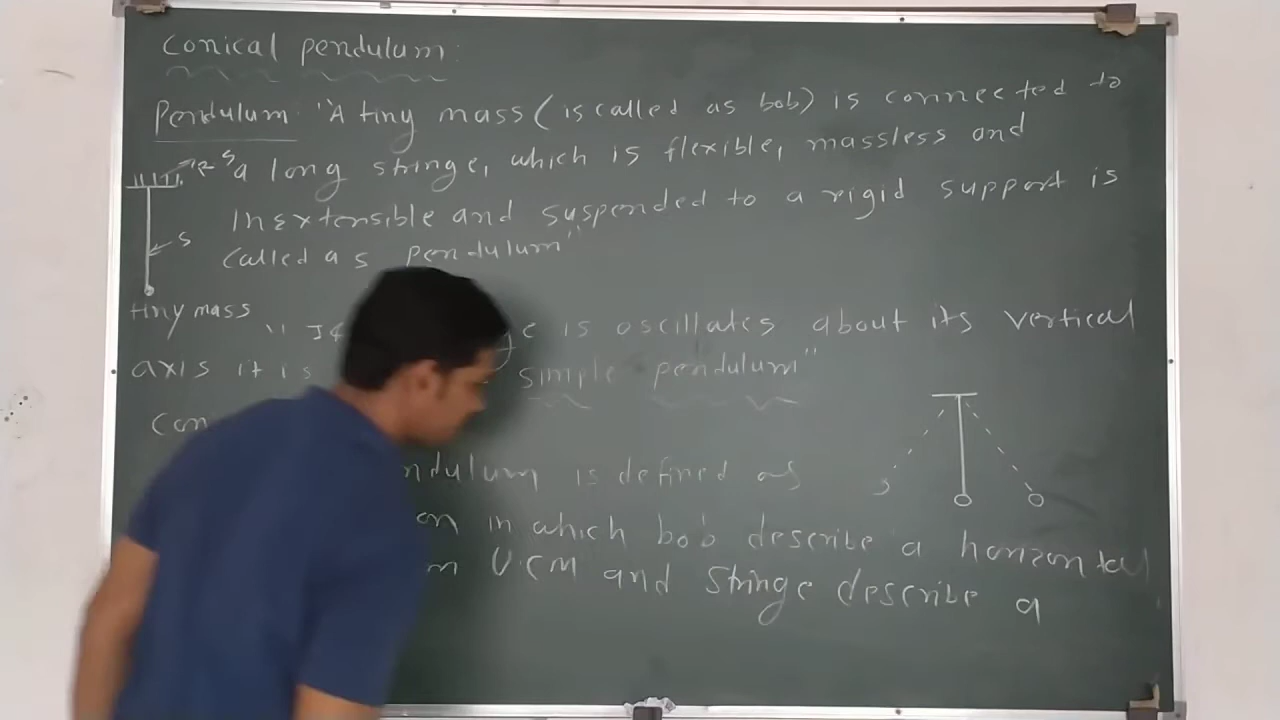 Conical pendulum:
Pendulum: "A tiny mass (is called as bob) is connected to
a long stringe, which is flexible, massless and
Inextensible and suspended to a rigid support is
called as pendulum"
S
tiny mass
is oscillates about its vertical
axis it is simple pendulum"
ndulum is defined as
on in which bob describe a horizontal
m U.C.M and stringe describe a